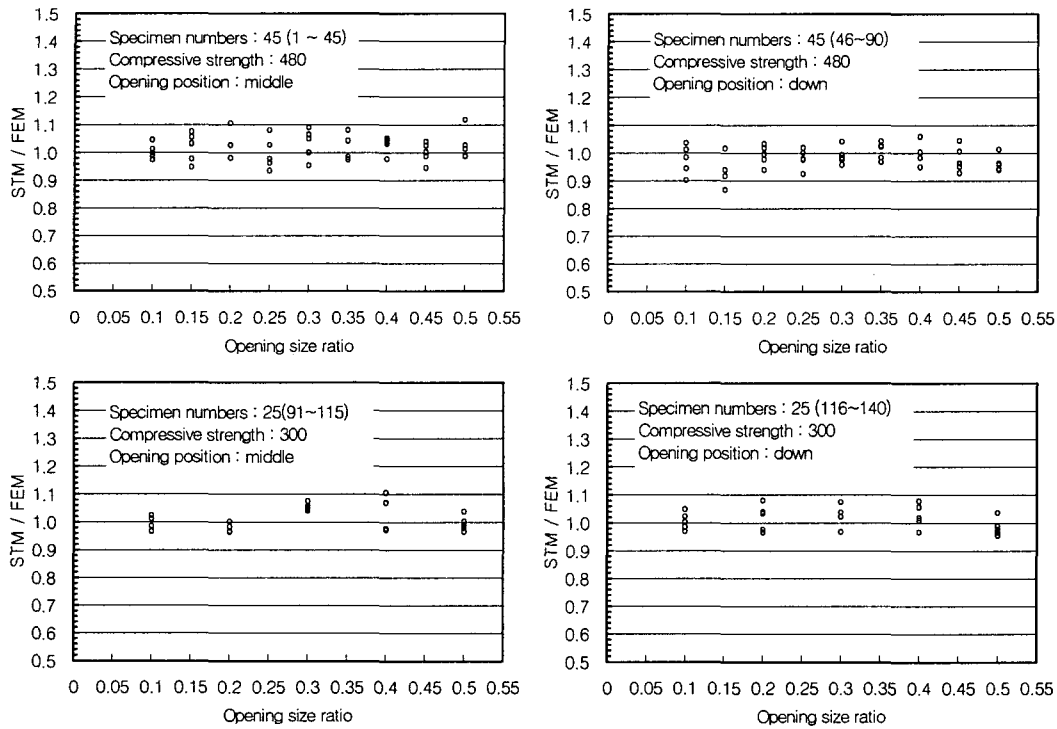 1.5
1.4
1.3
1.2
1.1
1.0
0.9
0.8
0.7
0.6
0.5
STM / FEM
Specimen numbers : 45 (1 ~ 45)
Compressive strength : 480
Opening position : middle
0 0.05 0.1 0.15 0.2 0.25 0.3 0.35 0.4 0.45 0.5 0.55
Opening size ratio
1.5
1.4
1.3
1.2
1.1
1.0
0.9
0.8
0.7
0.6
0.5
STM / FEM
Specimen numbers : 45 (46~90)
Compressive strength : 480
Opening position : down
0 0.05 0.1 0.15 0.2 0.25 0.3 0.35 0.4 0.45 0.5 0.55
Opening size ratio
1.5
1.4
1.3
1.2
1.1
1.0
0.9
0.8
0.7
0.6
0.5
STM / FEM
Specimen numbers : 25(91~115)
Compressive strength : 300
Opening position : middle
0 0.05 0.1 0.15 0.2 0.25 0.3 0.35 0.4 0.45 0.5 0.55
Opening size ratio
1.5
1.4
1.3
1.2
1.1
1.0
0.9
0.8
0.7
0.6
0.5
STM / FEM
Specimen numbers : 25 (116~140)
Compressive strength : 300
Opening position : down
0 0.05 0.1 0.15 0.2 0.25 0.3 0.35 0.4 0.45 0.5 0.55
Opening size ratio